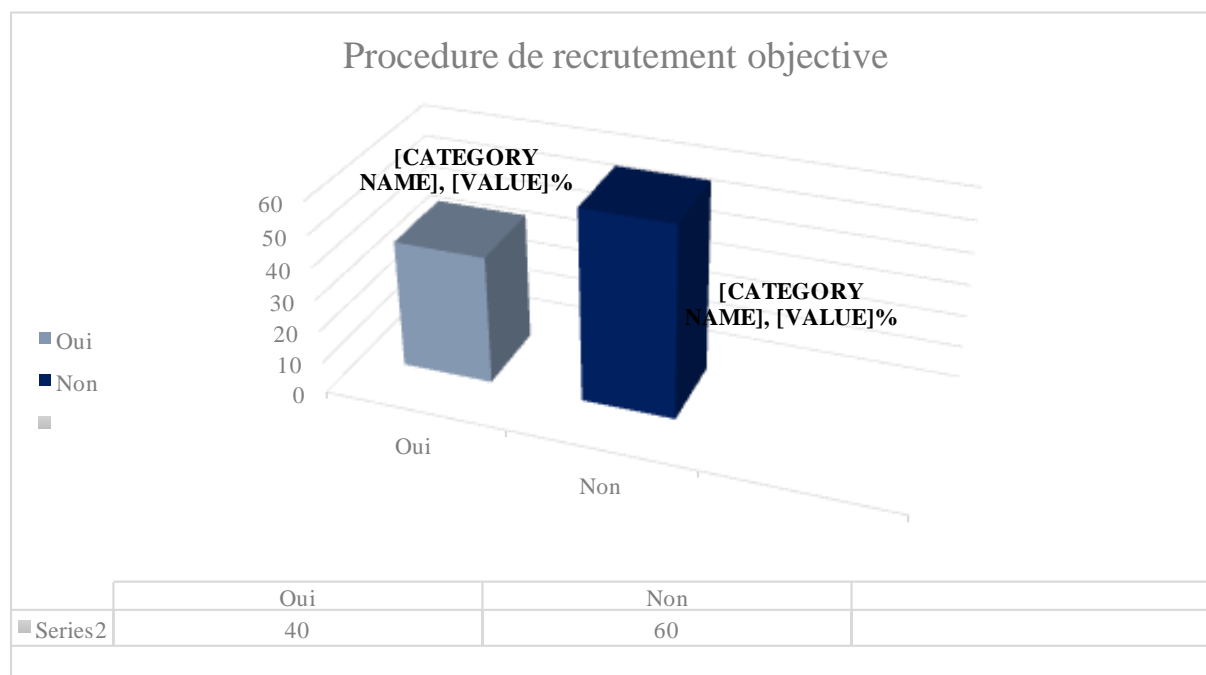 Procedure de recrutement objective
[CATEGORY
NAME], [VALUE]%
[CATEGORY
NAME], [VALUE]%
60
50
40
30
20
10
0
Oui
Non
Oui
Non
Oui Non
Series2 40 60